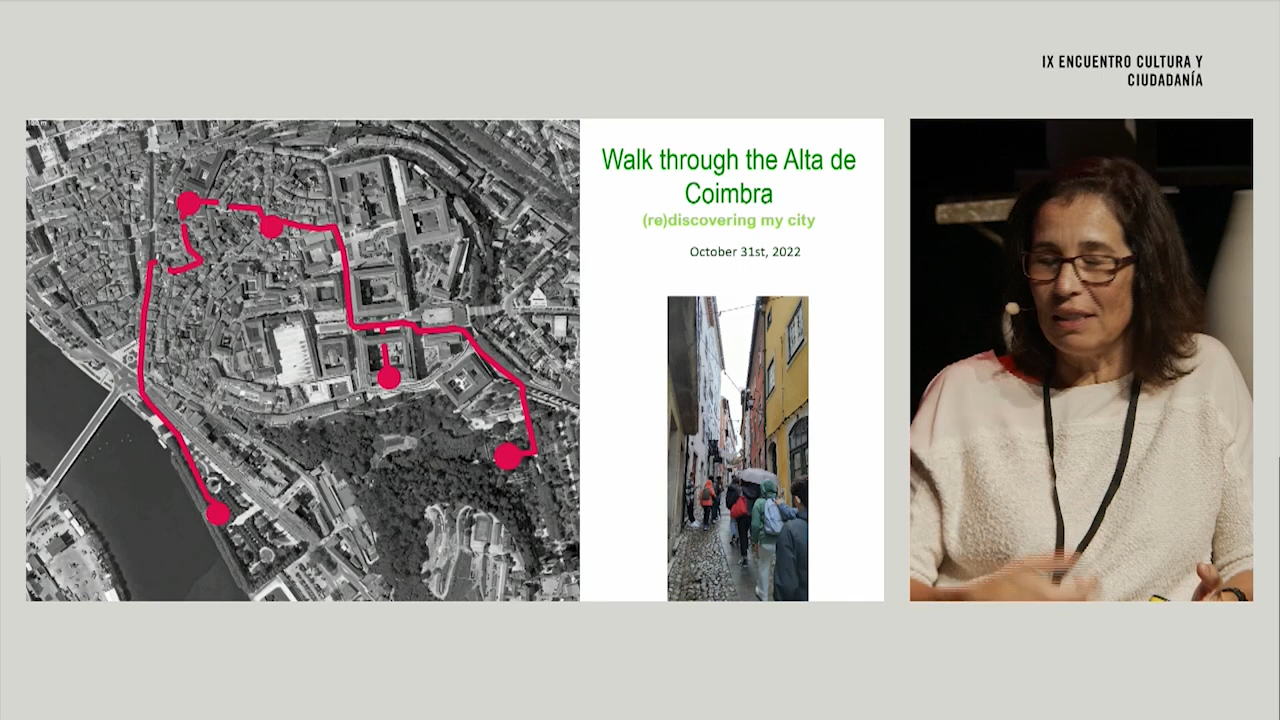 IX ENCUENTRO CULTURA Y
CIUDADANÍA
Walk through the Alta de
Coimbra
(re)discovering my city
October 31st, 2022